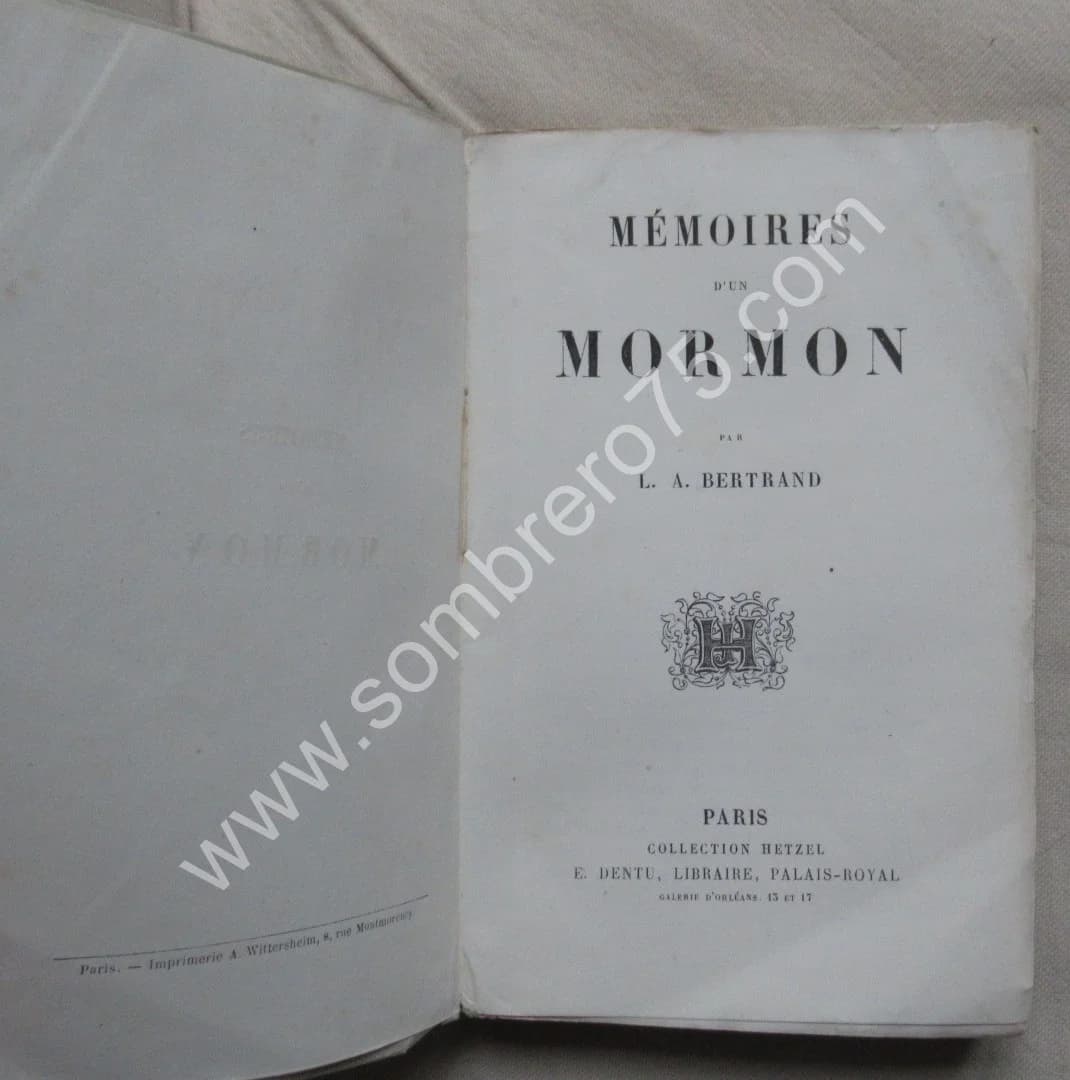 Paris. — Imprimerie A. Wittersheim, 8, rue Montmorency
MÉMOIRES
D'UN
MORMON
PAR
L. A. BERTRAND
JH
PARIS
COLLECTION HETZEL
E. DENTU, LIBRAIRE, PALAIS-ROYAL
GALERIE D'ORLÉANS. 13 ET 17
www.sombrero75.com